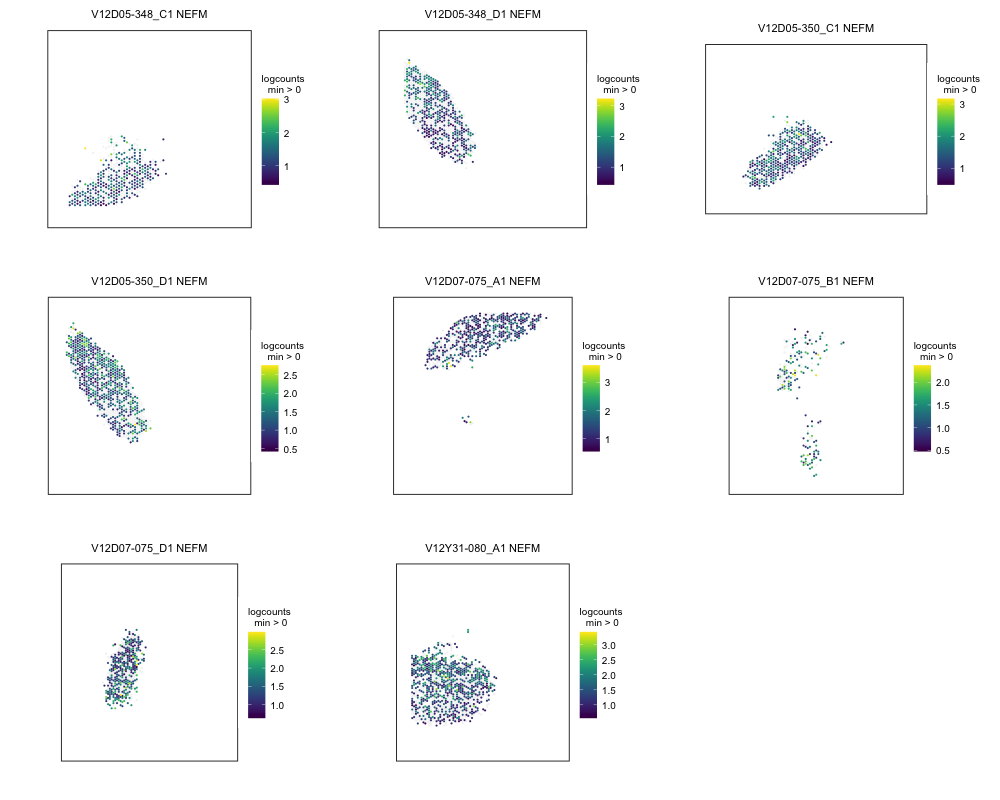 V12D05-348_C1 NEFM
logcounts
min > 0
3
2
1
V12D05-348_D1 NEFM
logcounts
min > 0
3
2
1
V12D05-350_C1 NEFM
logcounts
min > 0
3
2
1
V12D05-350_D1 NEFM
logcounts
min > 0
2.5
2.0
1.5
1.0
0.5
V12D07-075_A1 NEFM
logcounts
min > 0
3
2
1
V12D07-075_B1 NEFM
logcounts
min > 0
2.0
1.5
1.0
0.5
V12D07-075_D1 NEFM
logcounts
min > 0
2.5
2.0
1.5
1.0
V12Y31-080_A1 NEFM
logcounts
min > 0
3.0
2.5
2.0
1.5
1.0